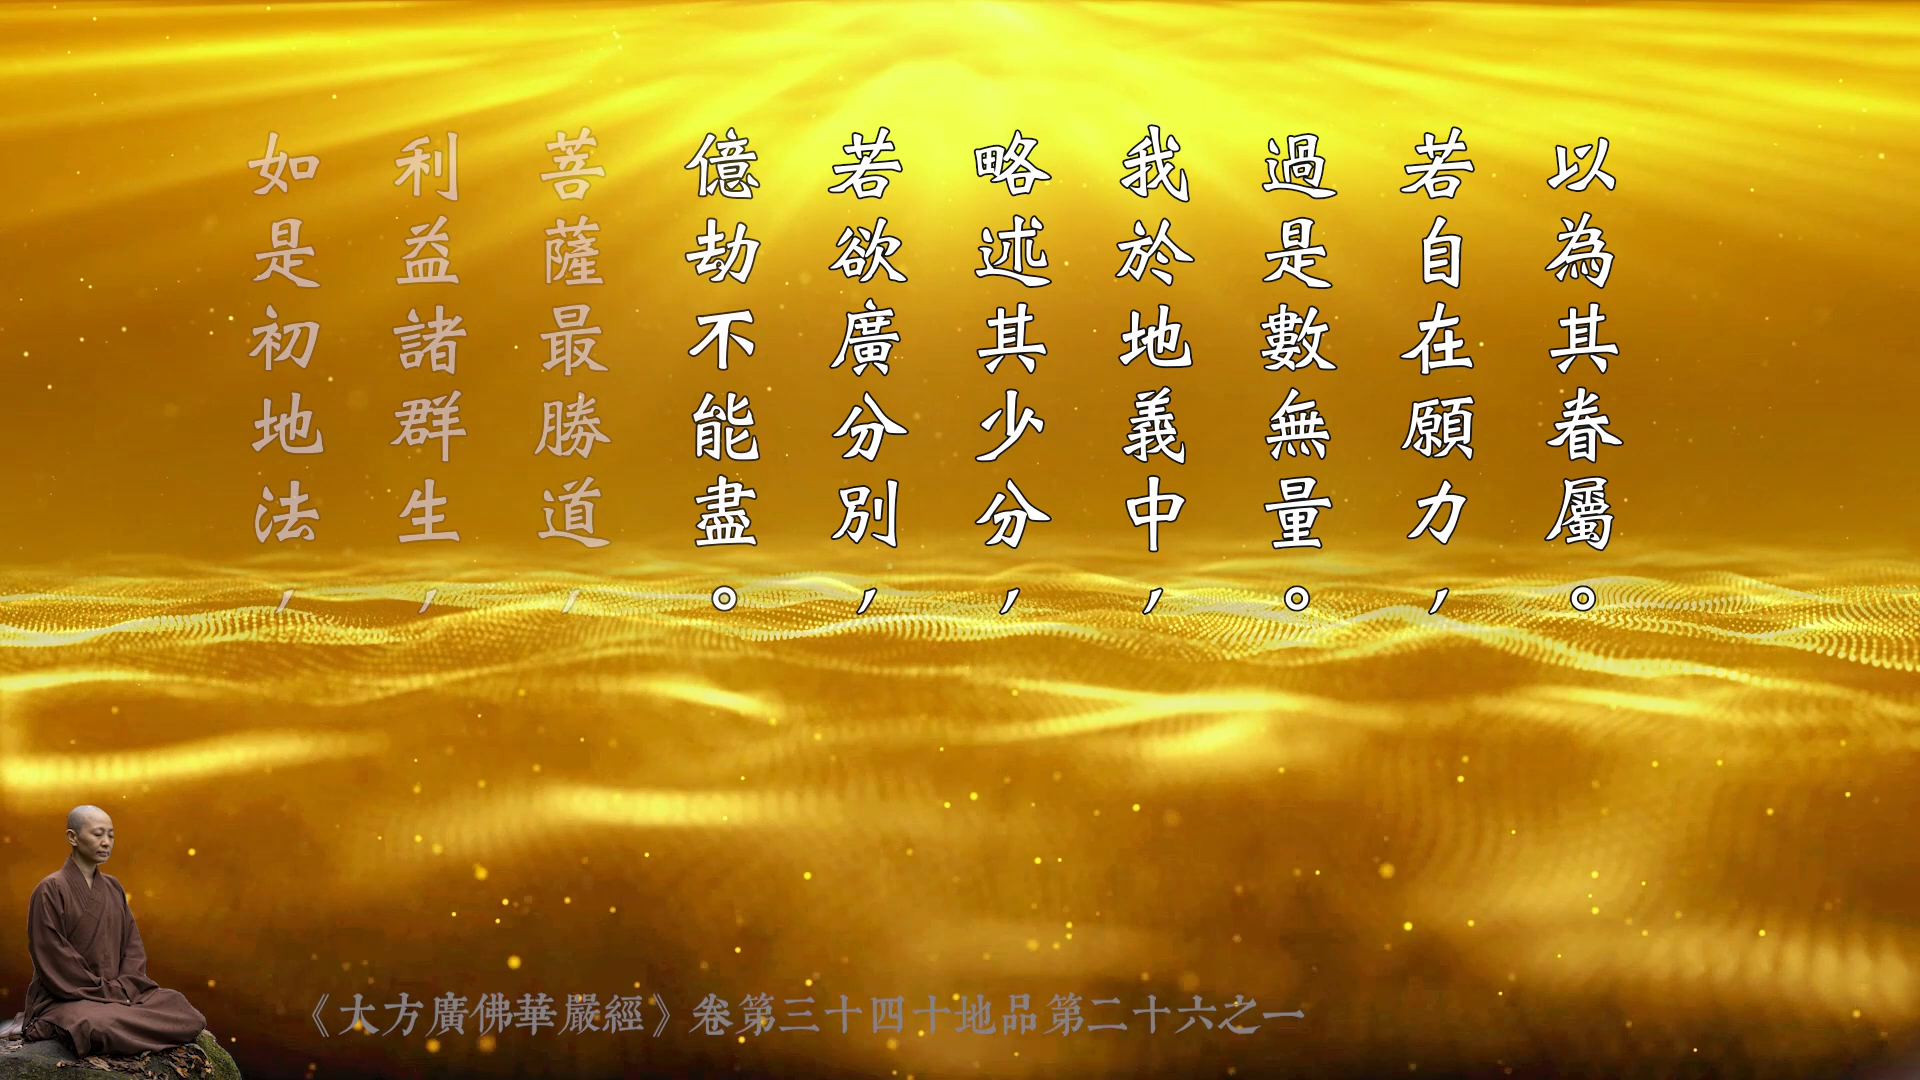 以為其眷屬。
若自在願力，
過是數無量。
我於地義中，
略述其少分，
若欲廣分別，
億劫不能盡。
菩薩最勝道，
利益諸群生，
如是初地法，
《大方廣佛華嚴經》卷第三十四十地品第二十六之一